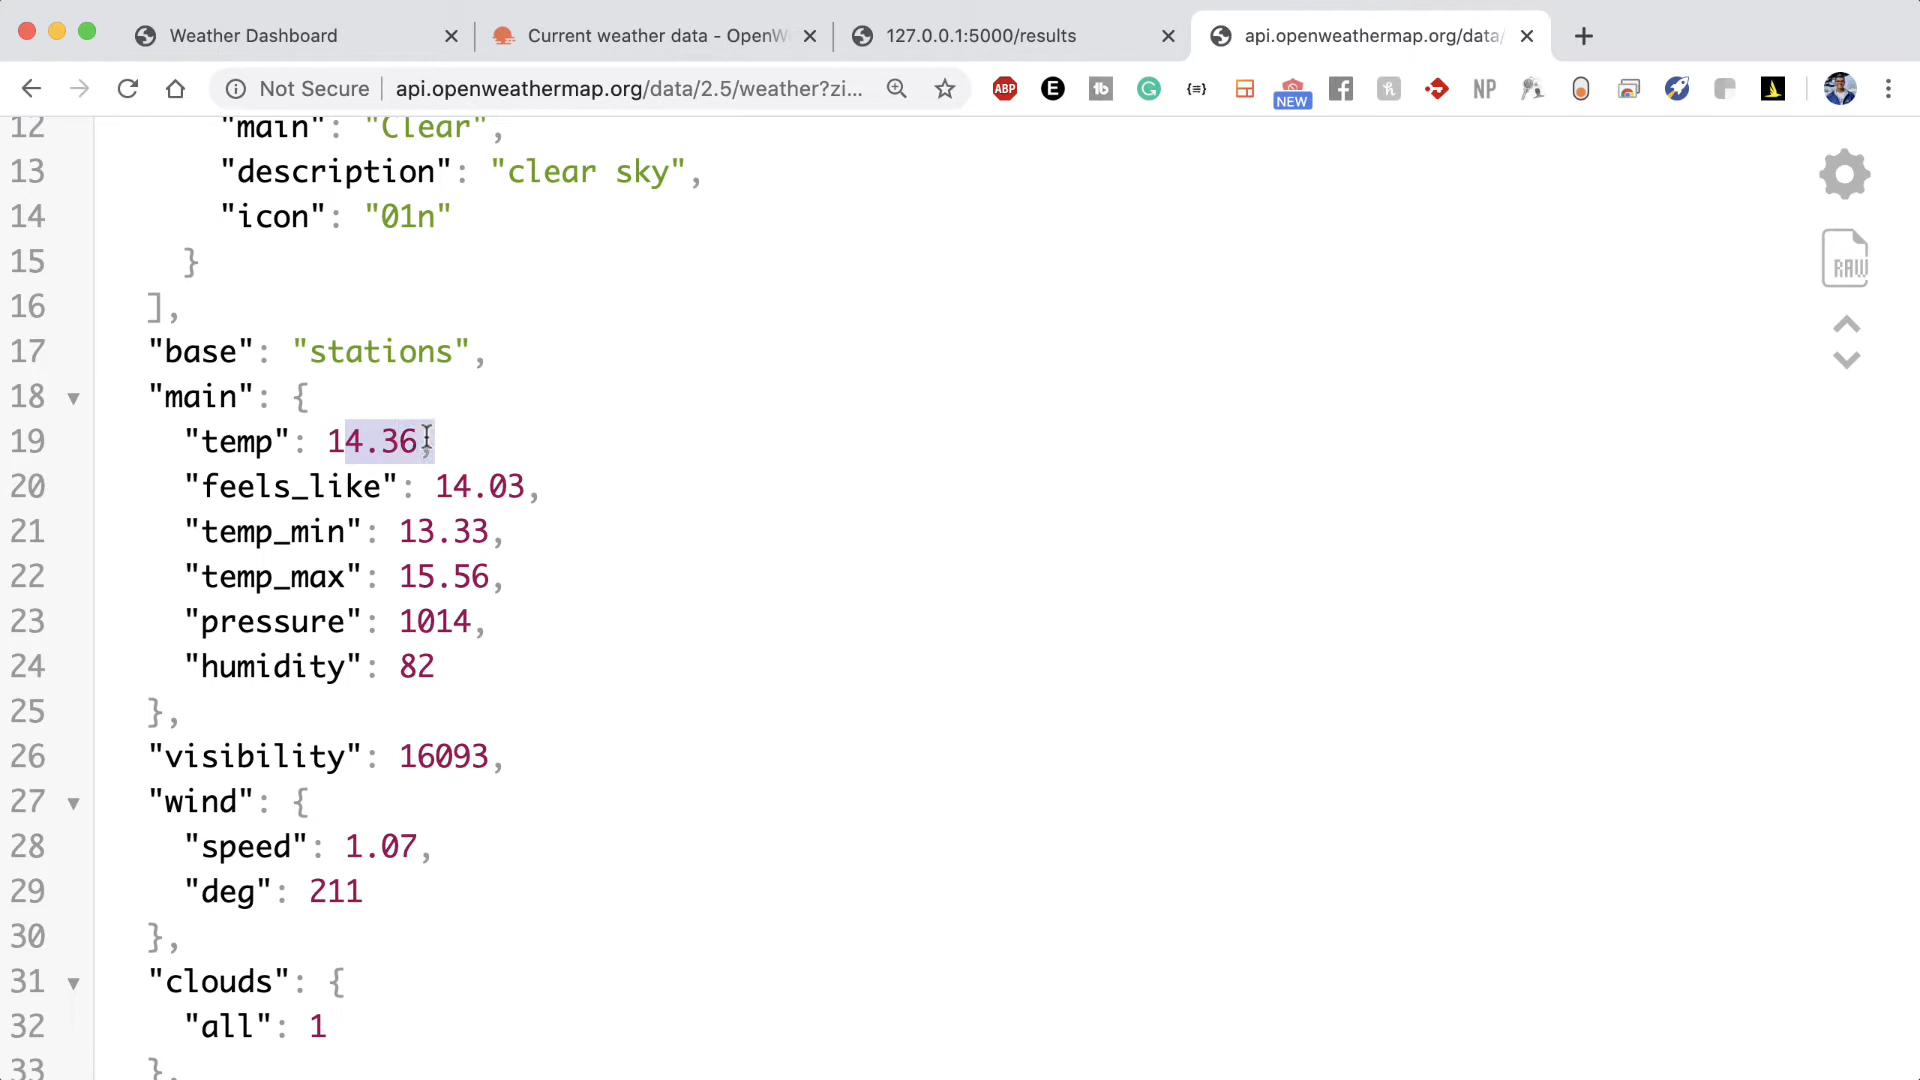 Weather Dashboard
Current weather data - OpenW
127.0.0.1:5000/results
api.openweathermap.org/data/
Not Secure
api.openweathermap.org/data/2.5/weather?zi...
ABP
E
tb
G
{≡}
NEW
NP
12 "main": "Clear",
13 "description": "clear sky",
14 "icon": "01n"
15 }
16 ],
17 "base": "stations",
18 ▼ "main": {
19 "temp": 14.36,
20 "feels_like": 14.03,
21 "temp_min": 13.33,
22 "temp_max": 15.56,
23 "pressure": 1014,
24 "humidity": 82
25 },
26 "visibility": 16093,
27 ▼ "wind": {
28 "speed": 1.07,
29 "deg": 211
30 },
31 ▼ "clouds": {
32 "all": 1
33 },
RAW